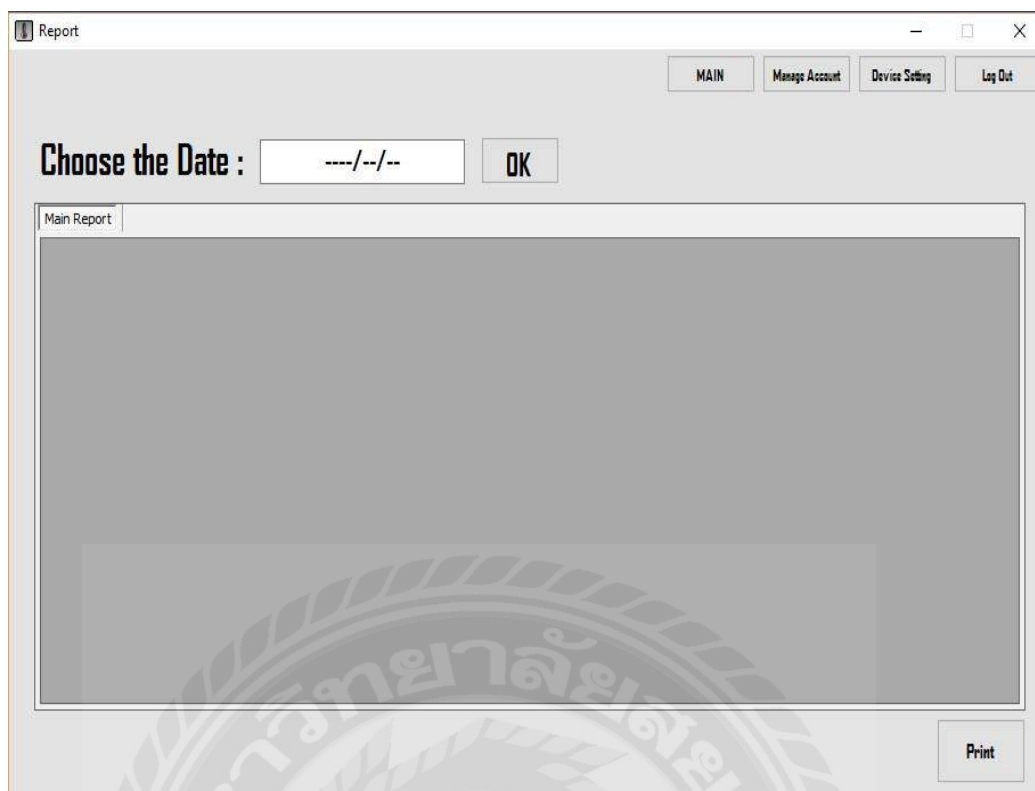 Report
MAIN Manage Account Device Setting Log Out
Choose the Date : ----/--/-- OK
Main Report
Print